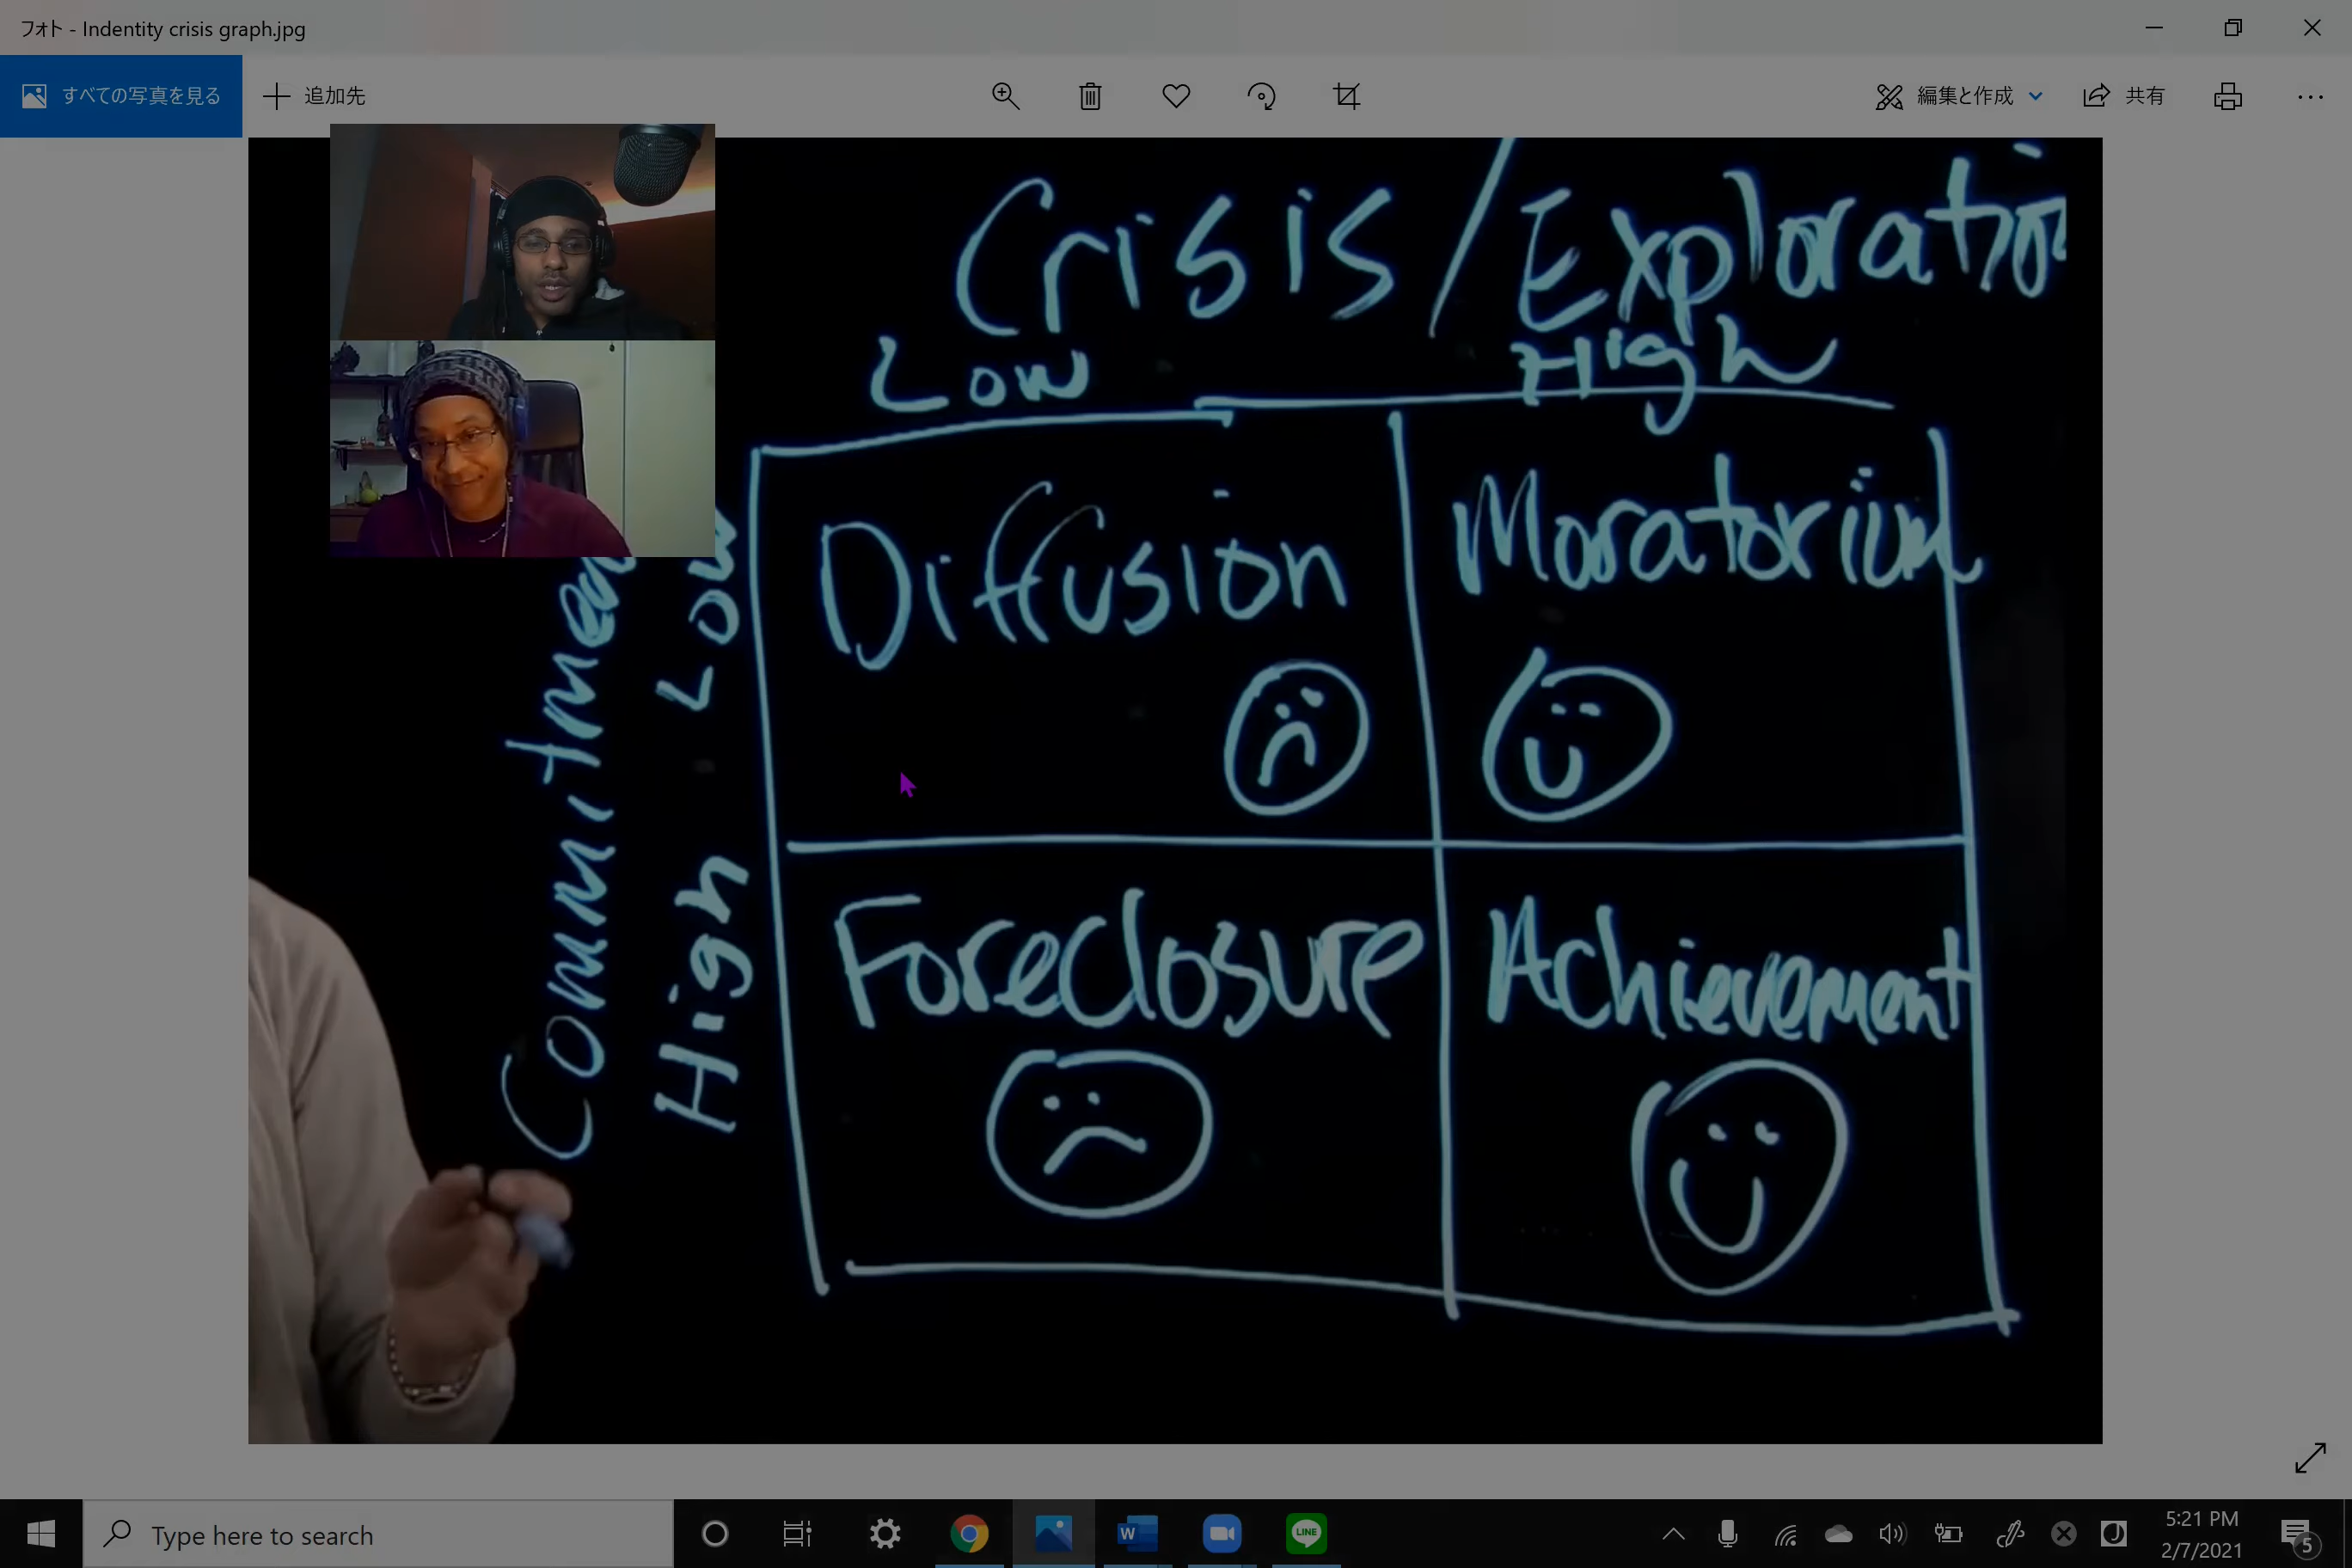 フォト - Indentity crisis graph.jpg
すべての写真を見る
追加先
編集と作成
共有
Crisis/Exploratio
Low
High
Commitmen
Low
High
Diffusion
Moratorium
Foreclosure
Achievement
Type here to search
W
LINE
5:21 PM
2/7/2021
5